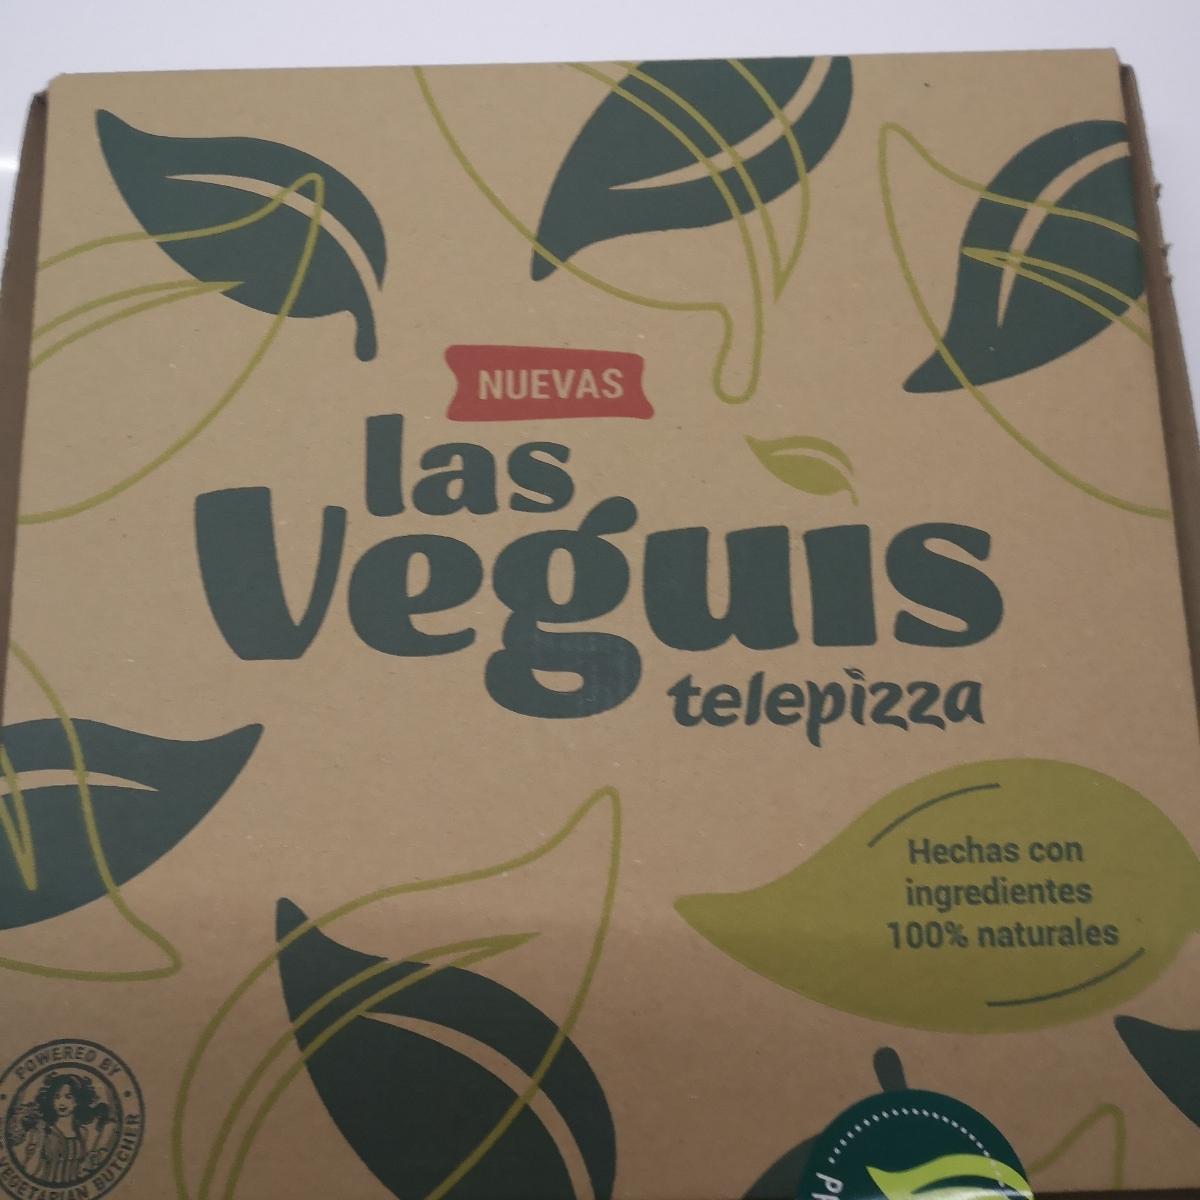 NUEVAS
las
Veguis
telepizza
Hechas con
ingredientes
100% naturales
POWERED BY
VEGETARIAN BUTCHER